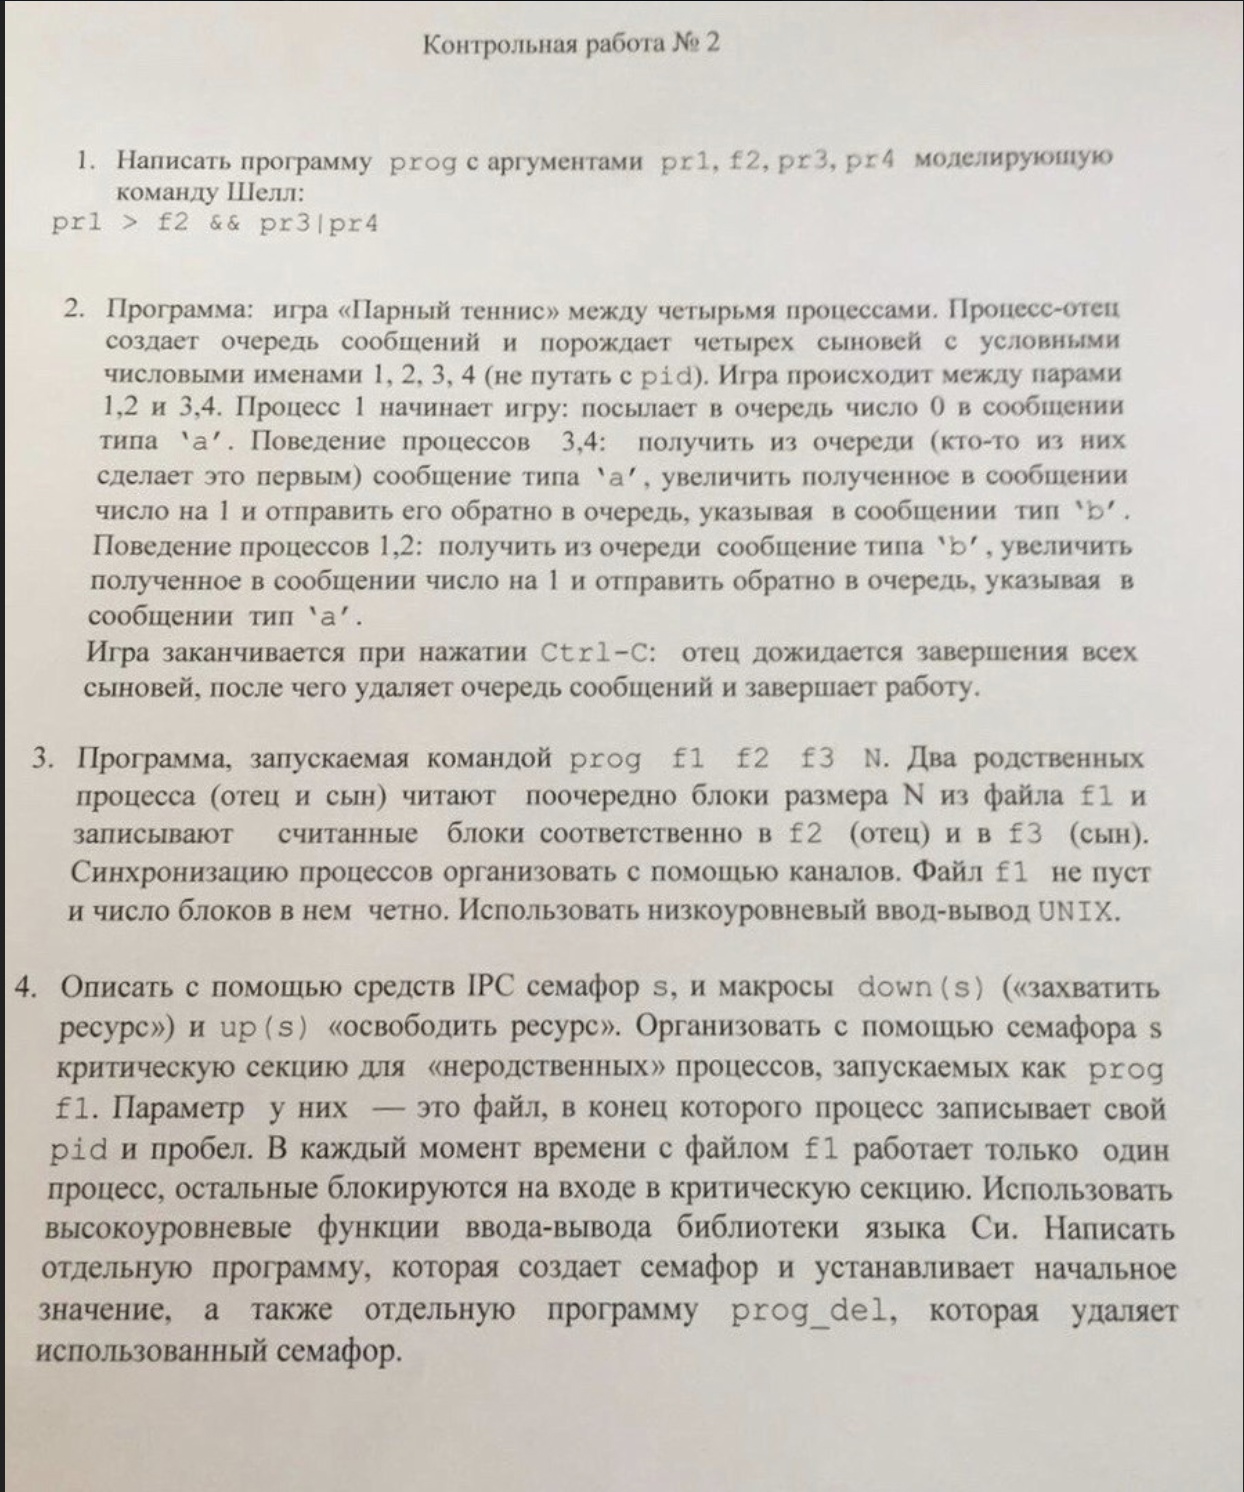 Контрольная работа № 2
1. Написать программу prog с аргументами pr1, f2, pr3, pr4 моделирующую
команду Шелл:
pr1 > f2 && pr3|pr4
2. Программа: игра «Парный теннис» между четырьмя процессами. Процесс-отец
создает очередь сообщений и порождает четырех сыновей с условными
числовыми именами 1, 2, 3, 4 (не путать с pid). Игра происходит между парами
1,2 и 3,4. Процесс 1 начинает игру: посылает в очередь число 0 в сообщении
типа ‘a’. Поведение процессов 3,4: получить из очереди (кто-то из них
сделает это первым) сообщение типа ‘a’, увеличить полученное в сообщении
число на 1 и отправить его обратно в очередь, указывая в сообщении тип ‘b’.
Поведение процессов 1,2: получить из очереди сообщение типа ‘b’, увеличить
полученное в сообщении число на 1 и отправить обратно в очередь, указывая в
сообщении тип ‘a’.
Игра заканчивается при нажатии Ctrl-C: отец дожидается завершения всех
сыновей, после чего удаляет очередь сообщений и завершает работу.
3. Программа, запускаемая командой prog f1 f2 f3 N. Два родственных
процесса (отец и сын) читают поочередно блоки размера N из файла f1 и
записывают считанные блоки соответственно в f2 (отец) и в f3 (сын).
Синхронизацию процессов организовать с помощью каналов. Файл f1 не пуст
и число блоков в нем четно. Использовать низкоуровневый ввод-вывод UNIX.
4. Описать с помощью средств IPC семафор s, и макросы down(s) («захватить
ресурс») и up(s) «освободить ресурс». Организовать с помощью семафора s
критическую секцию для «неродственных» процессов, запускаемых как prog
f1. Параметр у них — это файл, в конец которого процесс записывает свой
pid и пробел. В каждый момент времени с файлом f1 работает только один
процесс, остальные блокируются на входе в критическую секцию. Использовать
высокоуровневые функции ввода-вывода библиотеки языка Си. Написать
отдельную программу, которая создает семафор и устанавливает начальное
значение, а также отдельную программу prog_del, которая удаляет
использованный семафор.